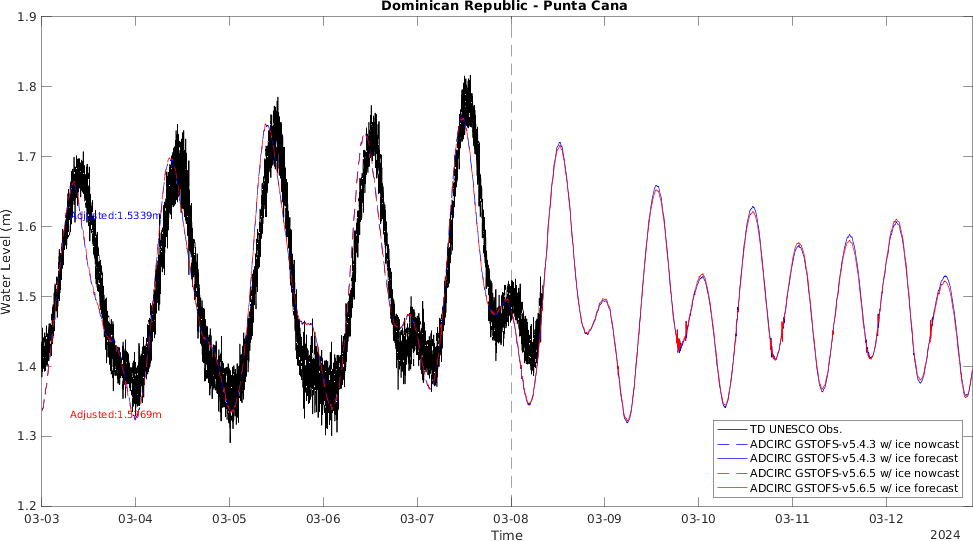 Dominican Republic - Punta Cana
1.9
1.8
1.7
1.6
1.5
1.4
1.3
1.2
Water Level (m)
Adjusted:1.5339m
Adjusted:1.5969m
TD UNESCO Obs.
ADCIRC GSTOFS-v5.4.3 w/ ice nowcast
ADCIRC GSTOFS-v5.4.3 w/ ice forecast
ADCIRC GSTOFS-v5.6.5 w/ ice nowcast
ADCIRC GSTOFS-v5.6.5 w/ ice forecast
03-03 03-04 03-05 03-06 03-07 03-08 03-09 03-10 03-11 03-12
Time
2024